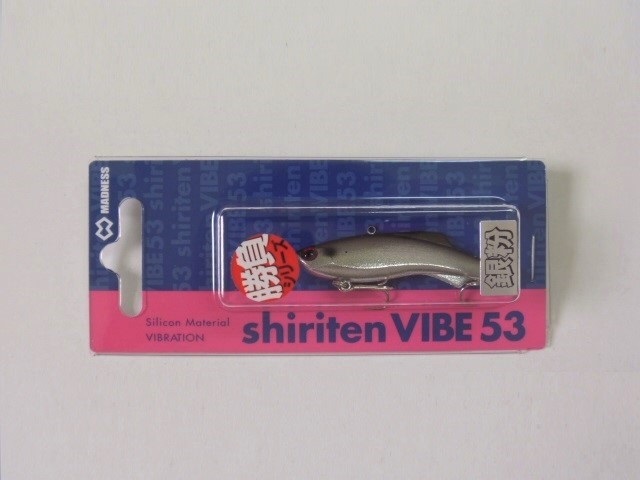 MADNESS
shiriten VIBE 53
勝負
シリーズ
銀粉
Silicon Material
VIBRATION
shiriten VIBE 53